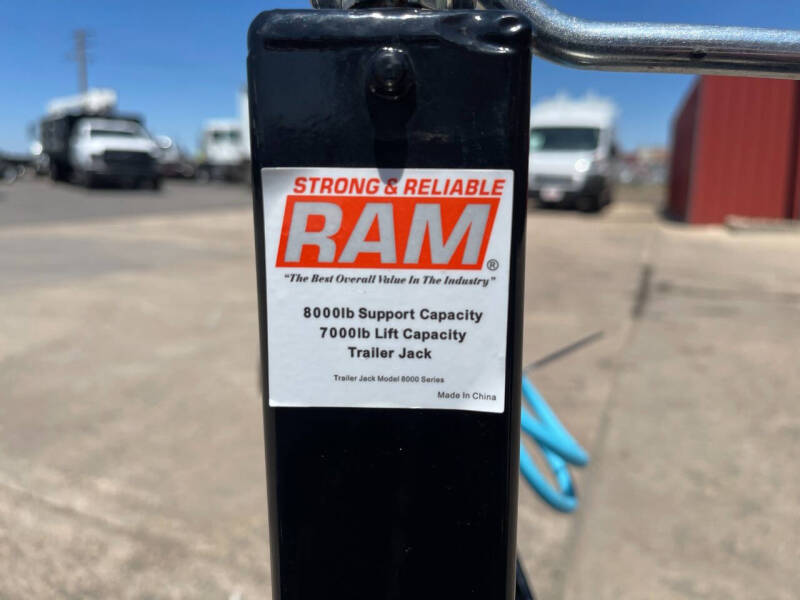 STRONG & RELIABLE
RAM®
"The Best Overall Value In The Industry"
8000lb Support Capacity
7000lb Lift Capacity
Trailer Jack
Trailer Jack Model 8000 Series
Made In China